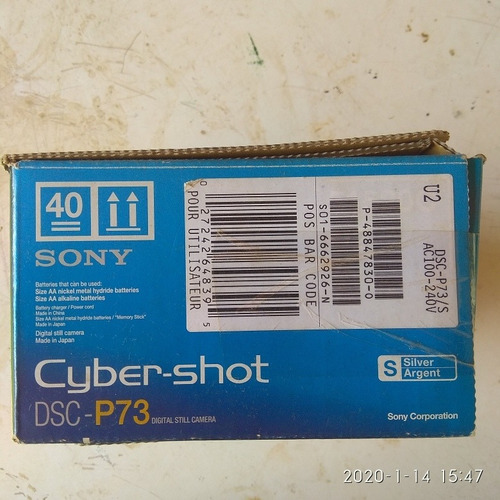 40
SONY
Batteries that can be used:
Size AA nickel metal hydride batteries
Size AA alkaline batteries
Battery charger / Power cord
Made in China
Size AA nickel metal hydride batteries / "Memory Stick"
Made in Japan
Digital still camera
Made in Japan
Cyber-shot
DSC-P73 DIGITAL STILL CAMERA
0 27242 64879 5
POUR UTILISATEUR
POS BAR CODE
S01-6662926-N
P-48847830-0
U2
DSC-P73/S
AC100-240V
S Silver
Argent
Sony Corporation
2020-1-14 15:47